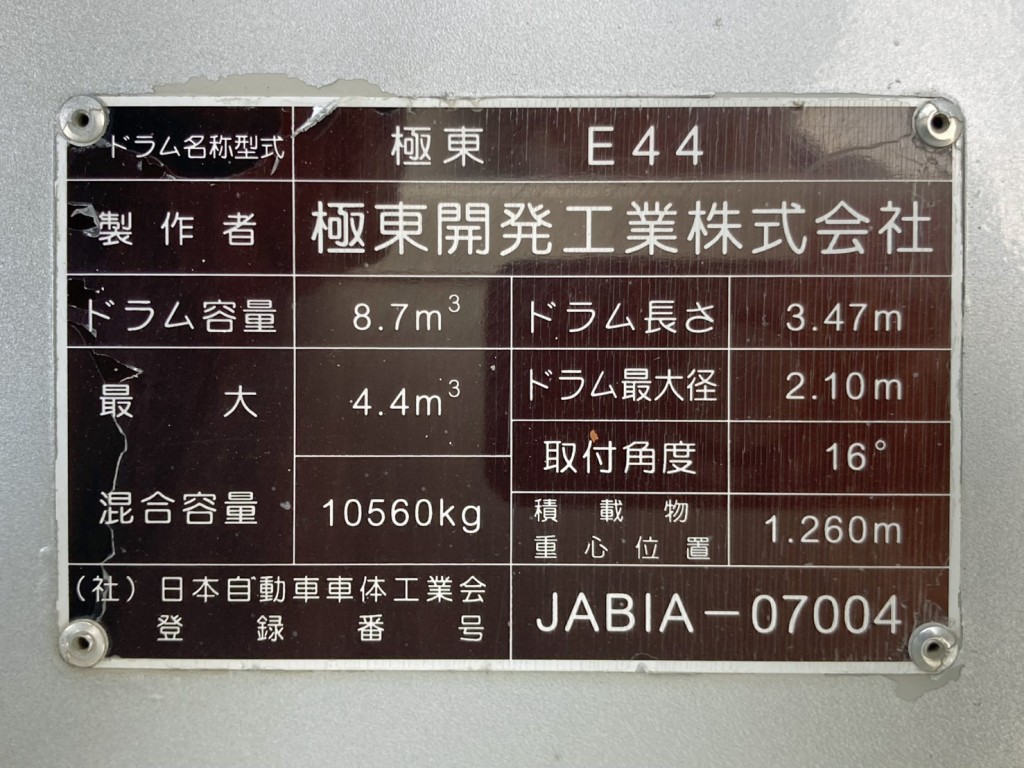 ドラム名称型式 極東 E44
製作者 極東開発工業株式会社
ドラム容量 8.7m³ ドラム長さ 3.47m
最大 4.4m³ ドラム最大径 2.10m
取付角度 16°
混合容量 10560kg 積載物 1.260m
重心位置
(社)日本自動車車体工業会 JABIA-07004
登録番号